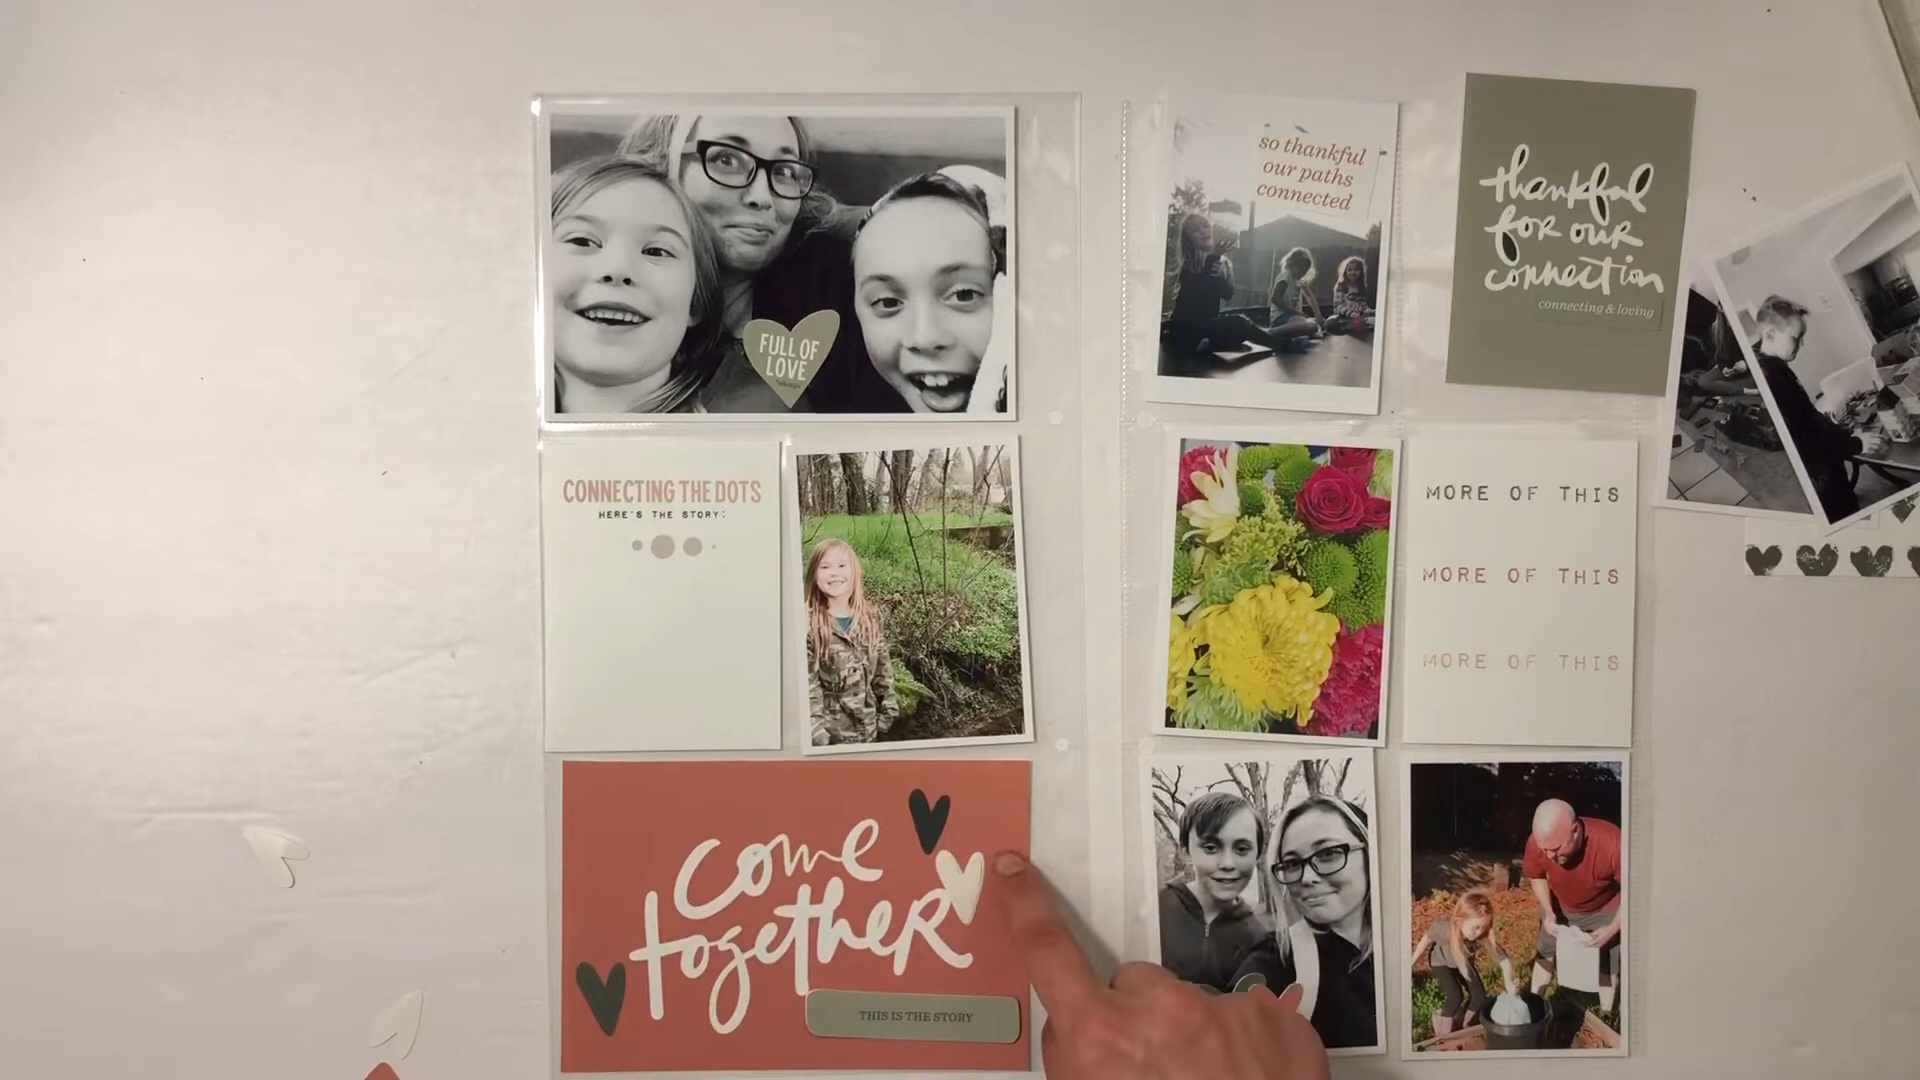 FULL OF
LOVE
so thankful
our paths
connected
thankful
for our
connection
connecting & loving
CONNECTING THE DOTS
HERE'S THE STORY:
MORE OF THIS
MORE OF THIS
MORE OF THIS
come
together
THIS IS THE STORY